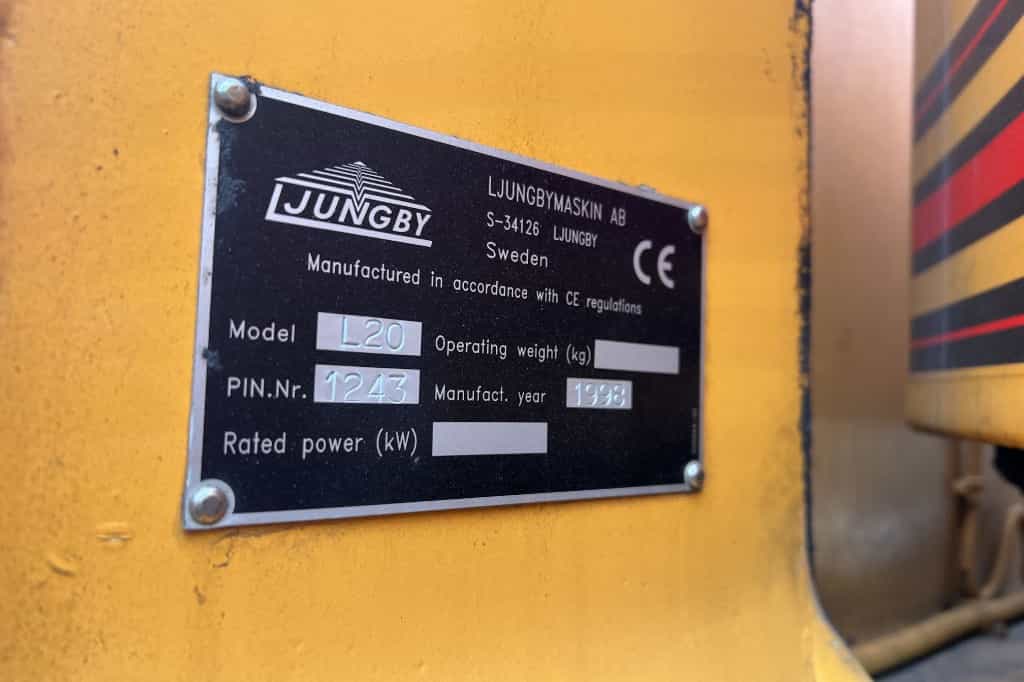 LJUNGBY
LJUNGBYMASKIN AB
S-34126 LJUNGBY
Sweden
CE
Manufactured in accordance with CE regulations
Model L20 Operating weight (kg)
PIN.Nr. 1243 Manufact. year 1998
Rated power (kW)